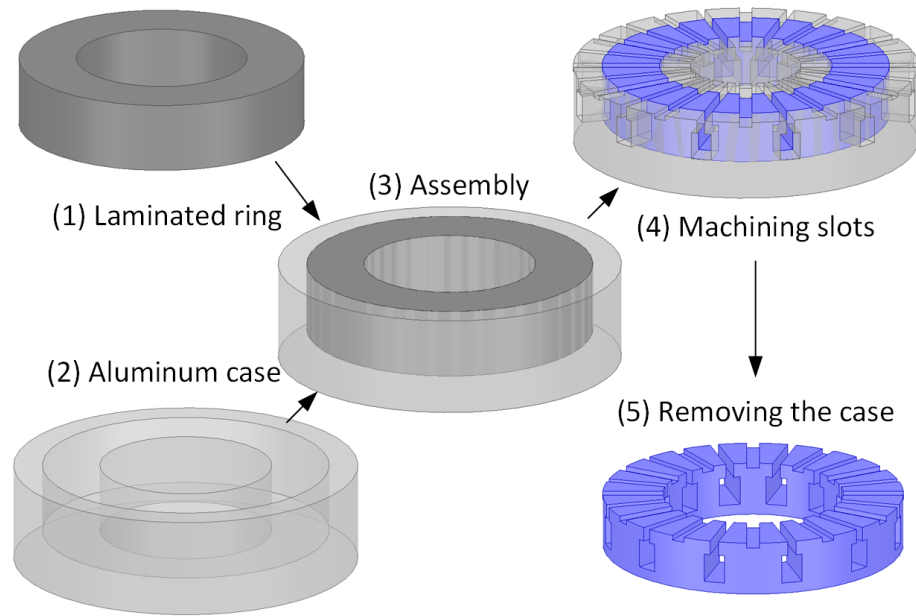 (1) Laminated ring
(2) Aluminum case
(3) Assembly
(4) Machining slots
(5) Removing the case